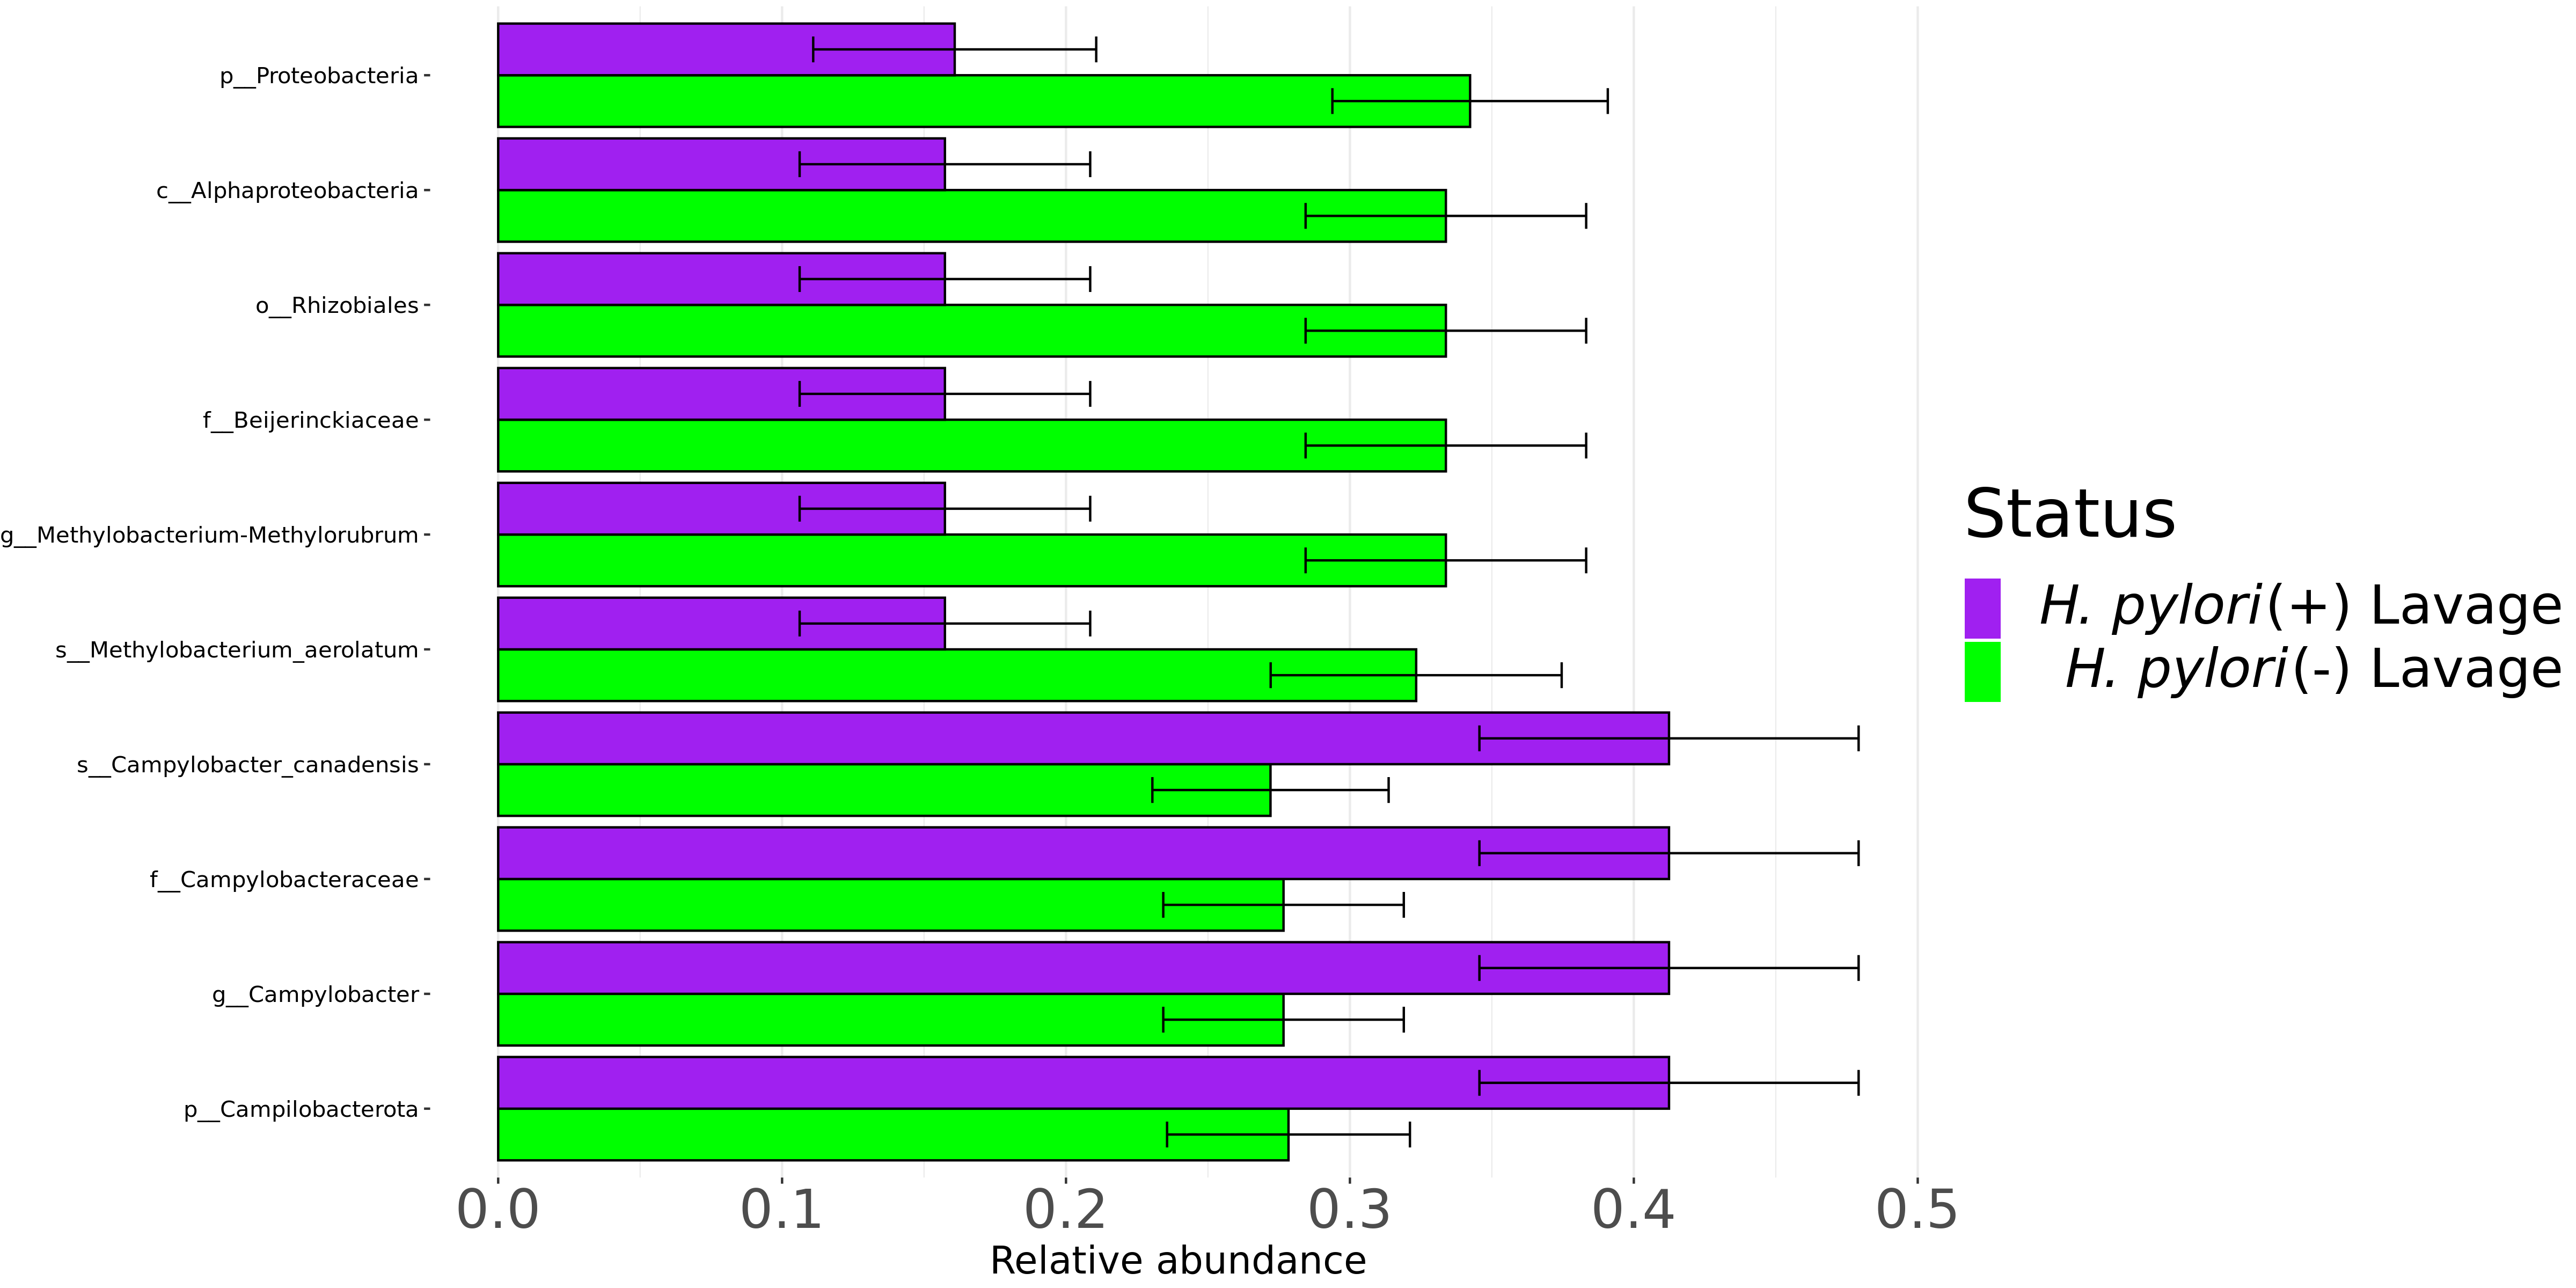 p__Proteobacteria
c__Alphaproteobacteria
o__Rhizobiales
f__Beijerinckiaceae
g__Methylobacterium-Methylorubrum
s__Methylobacterium_aerolatum
s__Campylobacter_canadensis
f__Campylobacteraceae
g__Campylobacter
p__Campilobacterota
0.0 0.1 0.2 0.3 0.4 0.5
Relative abundance
Status
H. pylori(+) Lavage
H. pylori(-) Lavage